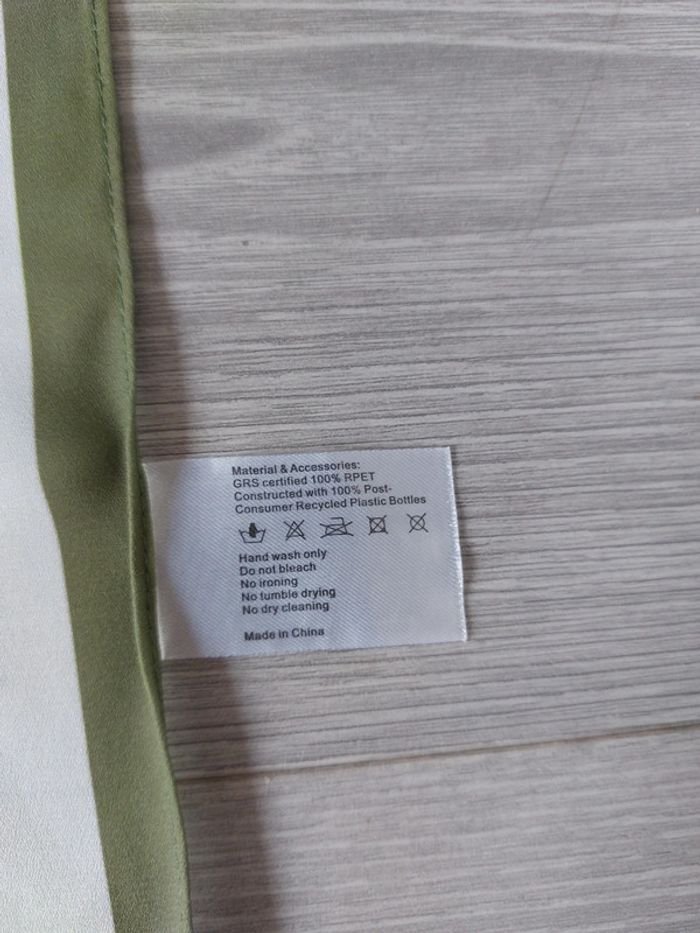 Material & Accessories:
GRS certified 100% RPET
Constructed with 100% Post-
Consumer Recycled Plastic Bottles
Hand wash only
Do not bleach
No ironing
No tumble drying
No dry cleaning
Made in China